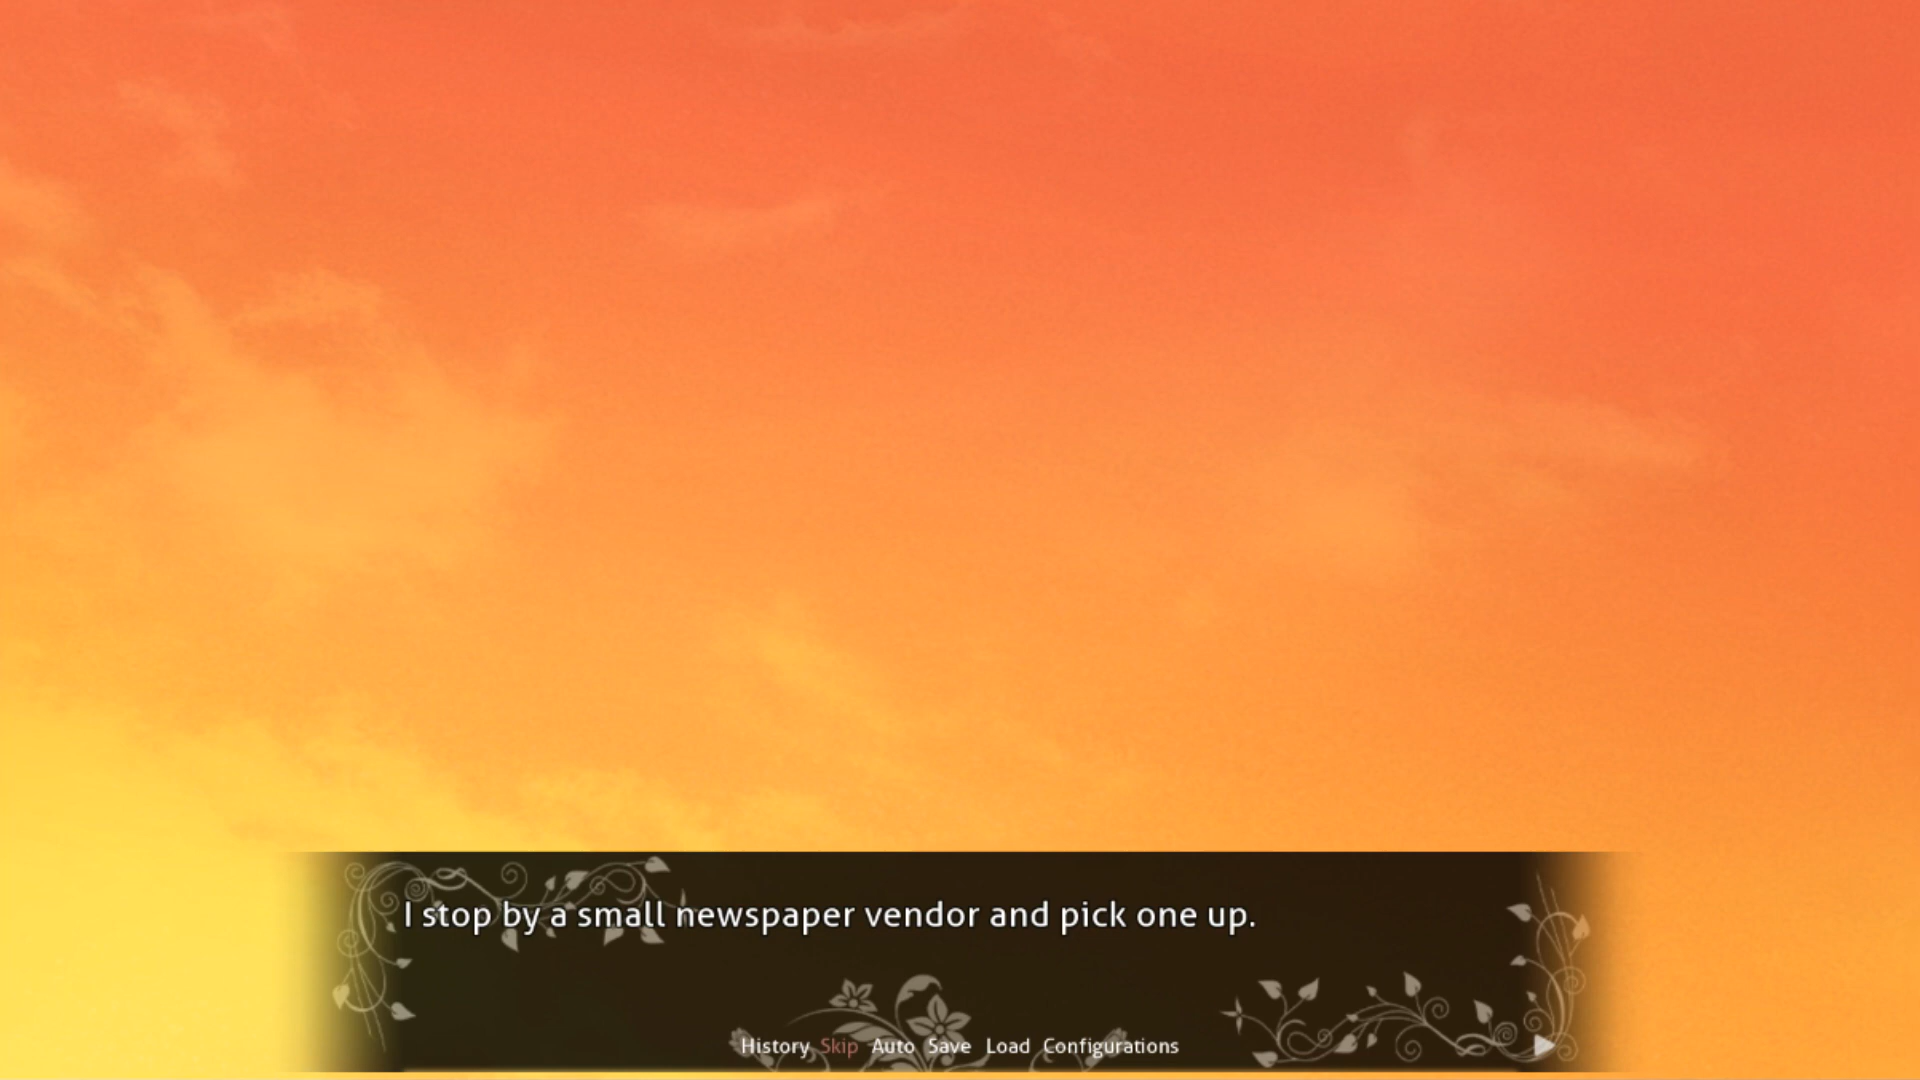 I stop by a small newspaper vendor and pick one up.
History Skip Auto Save Load Configurations